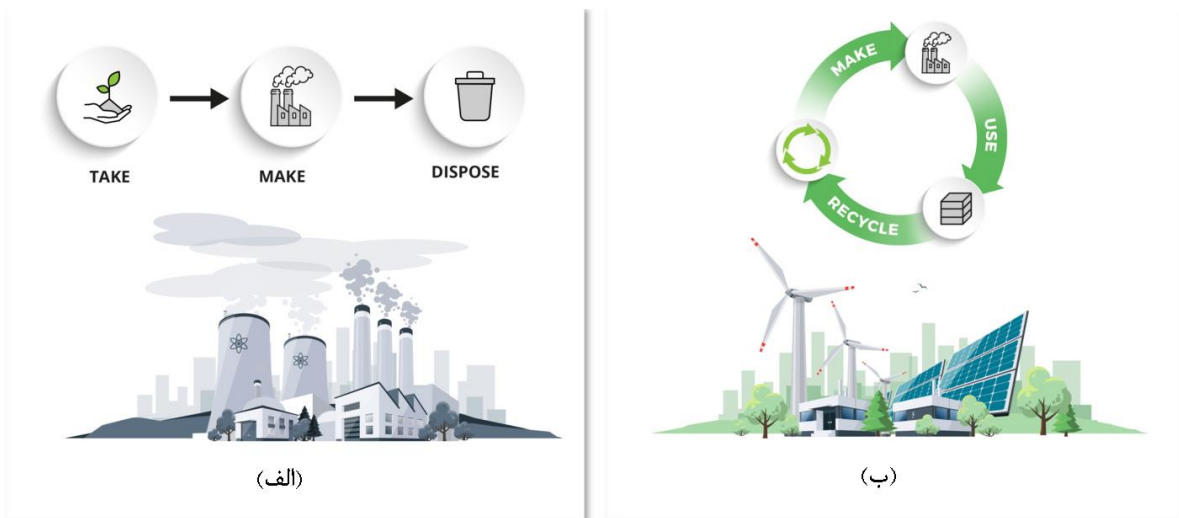 TAKE
MAKE
DISPOSE
(الف)
MAKE
USE
RECYCLE
(ب)